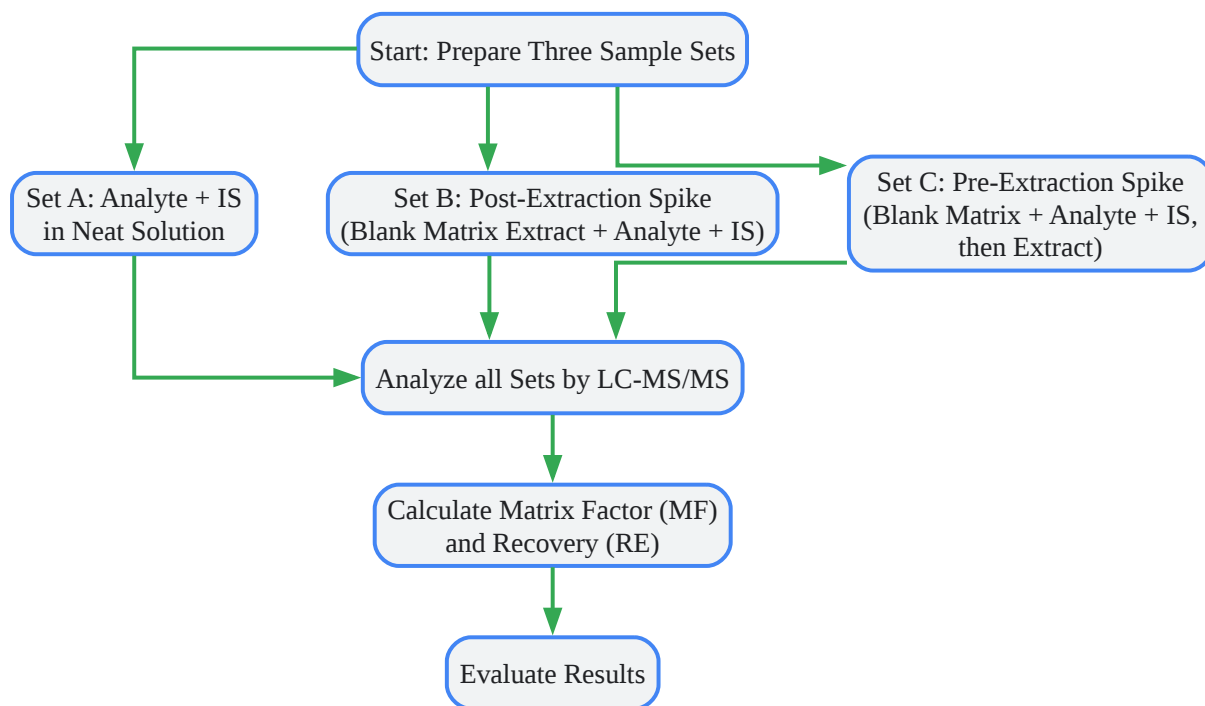 Start: Prepare Three Sample Sets
Set A: Analyte + IS
in Neat Solution
Set B: Post-Extraction Spike
(Blank Matrix Extract + Analyte + IS)
Set C: Pre-Extraction Spike
(Blank Matrix + Analyte + IS,
then Extract)
Analyze all Sets by LC-MS/MS
Calculate Matrix Factor (MF)
and Recovery (RE)
Evaluate Results